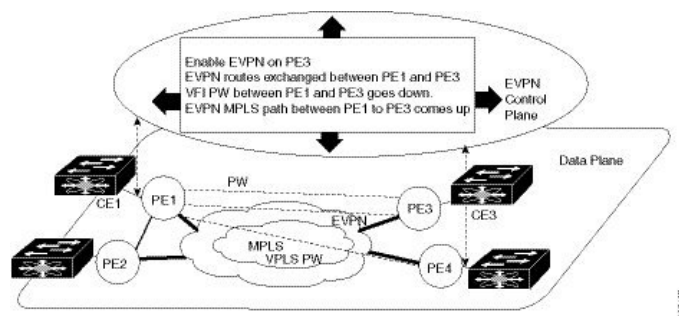 Enable EVPN on PE3
EVPN routes exchanged between PE1 and PE3
VFI PW between PE1 and PE3 goes down.
EVPN MPLS path between PE1 to PE3 comes up
EVPN
Control
Plane
Data Plane
PW
CE1
PE1
EVPN
PE3
CE3
MPLS
VPLS PW
PE2
PE4